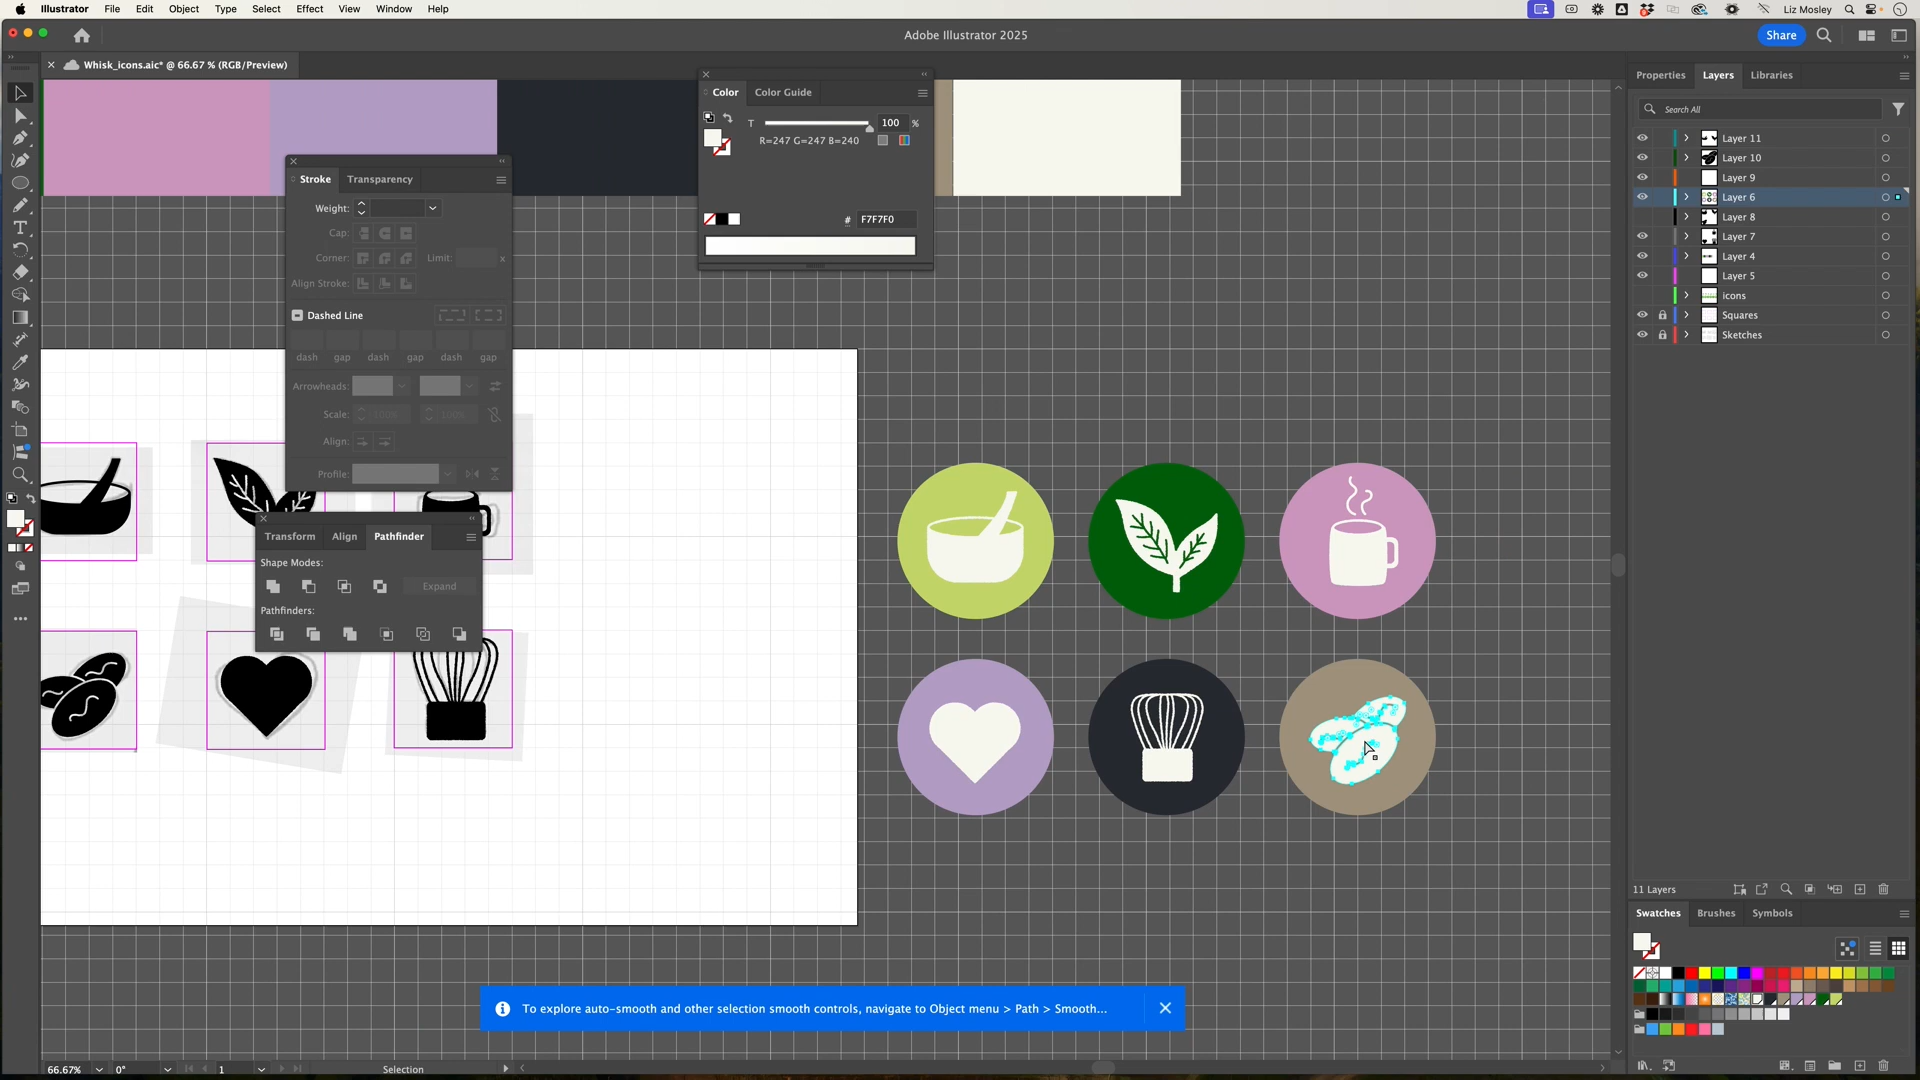 Illustrator File Edit Object Type Select Effect View Window Help Liz Mosley
Adobe Illustrator 2025
Share
Whisk_icons.aic* @ 66.67 % (RGB/Preview)
Color Color Guide
T 100 %
R=247 G=247 B=240
# F7F7F0
Stroke Transparency
Weight:
Cap:
Corner: Limit: x
Align Stroke:
Dashed Line
dash gap dash gap dash gap
Arrowheads:
Scale: 100% 100%
Align:
Profile:
Transform Align Pathfinder
Shape Modes:
Expand
Pathfinders:
Properties Layers Libraries
Search All
Layer 11
Layer 10
Layer 9
Layer 6
Layer 8
Layer 7
Layer 4
Layer 5
icons
Squares
Sketches
11 Layers
Swatches Brushes Symbols
To explore auto-smooth and other selection smooth controls, navigate to Object menu > Path > Smooth...
66.67% 0° 1 Selection